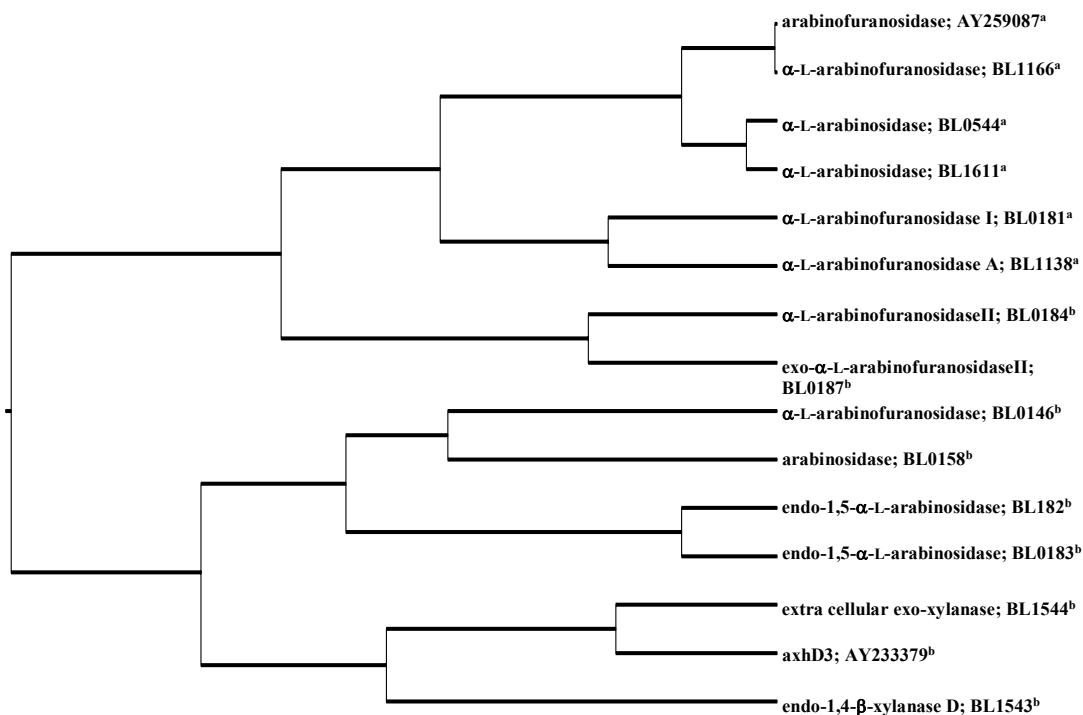 arabinofuranosidase; AY259087ᵃ
α-L-arabinofuranosidase; BL1166ᵃ
α-L-arabinosidase; BL0544ᵃ
α-L-arabinosidase; BL1611ᵃ
α-L-arabinofuranosidase I; BL0181ᵃ
α-L-arabinofuranosidase A; BL1138ᵃ
α-L-arabinofuranosidaseII; BL0184ᵇ
exo-α-L-arabinofuranosidaseII;
BL0187ᵇ
α-L-arabinofuranosidase; BL0146ᵇ
arabinosidase; BL0158ᵇ
endo-1,5-α-L-arabinosidase; BL182ᵇ
endo-1,5-α-L-arabinosidase; BL0183ᵇ
extra cellular exo-xylanase; BL1544ᵇ
axhD3; AY233379ᵇ
endo-1,4-β-xylanase D; BL1543ᵇ